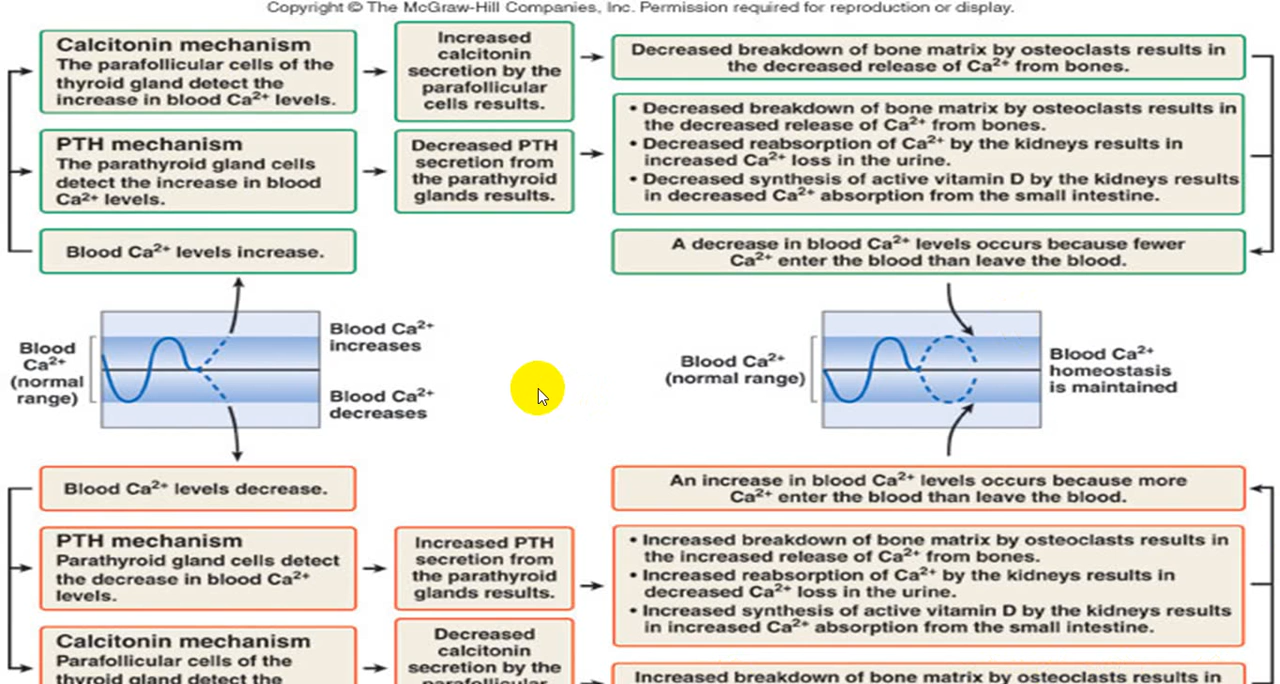 Copyright © The McGraw-Hill Companies, Inc. Permission required for reproduction or display.
Calcitonin mechanism
The parafollicular cells of the
thyroid gland detect the
increase in blood Ca²⁺ levels.
Increased
calcitonin
secretion by the
parafollicular
cells results.
Decreased breakdown of bone matrix by osteoclasts results in
the decreased release of Ca²⁺ from bones.
PTH mechanism
The parathyroid gland cells
detect the increase in blood
Ca²⁺ levels.
Decreased PTH
secretion from
the parathyroid
glands results.
• Decreased breakdown of bone matrix by osteoclasts results in
the decreased release of Ca²⁺ from bones.
• Decreased reabsorption of Ca²⁺ by the kidneys results in
increased Ca²⁺ loss in the urine.
• Decreased synthesis of active vitamin D by the kidneys results
in decreased Ca²⁺ absorption from the small intestine.
Blood Ca²⁺ levels increase.
A decrease in blood Ca²⁺ levels occurs because fewer
Ca²⁺ enter the blood than leave the blood.
Blood
Ca²⁺
(normal
range)
Blood Ca²⁺
increases
Blood Ca²⁺
decreases
Blood Ca²⁺
(normal range)
Blood Ca²⁺
homeostasis
is maintained
Blood Ca²⁺ levels decrease.
An increase in blood Ca²⁺ levels occurs because more
Ca²⁺ enter the blood than leave the blood.
PTH mechanism
Parathyroid gland cells detect
the decrease in blood Ca²⁺
levels.
Increased PTH
secretion from
the parathyroid
glands results.
• Increased breakdown of bone matrix by osteoclasts results in
the increased release of Ca²⁺ from bones.
• Increased reabsorption of Ca²⁺ by the kidneys results in
decreased Ca²⁺ loss in the urine.
• Increased synthesis of active vitamin D by the kidneys results
in increased Ca²⁺ absorption from the small intestine.
Calcitonin mechanism
Parafollicular cells of the
thyroid gland detect the
Decreased
calcitonin
secretion by the
parafollicular
Increased breakdown of bone matrix by osteoclasts results in